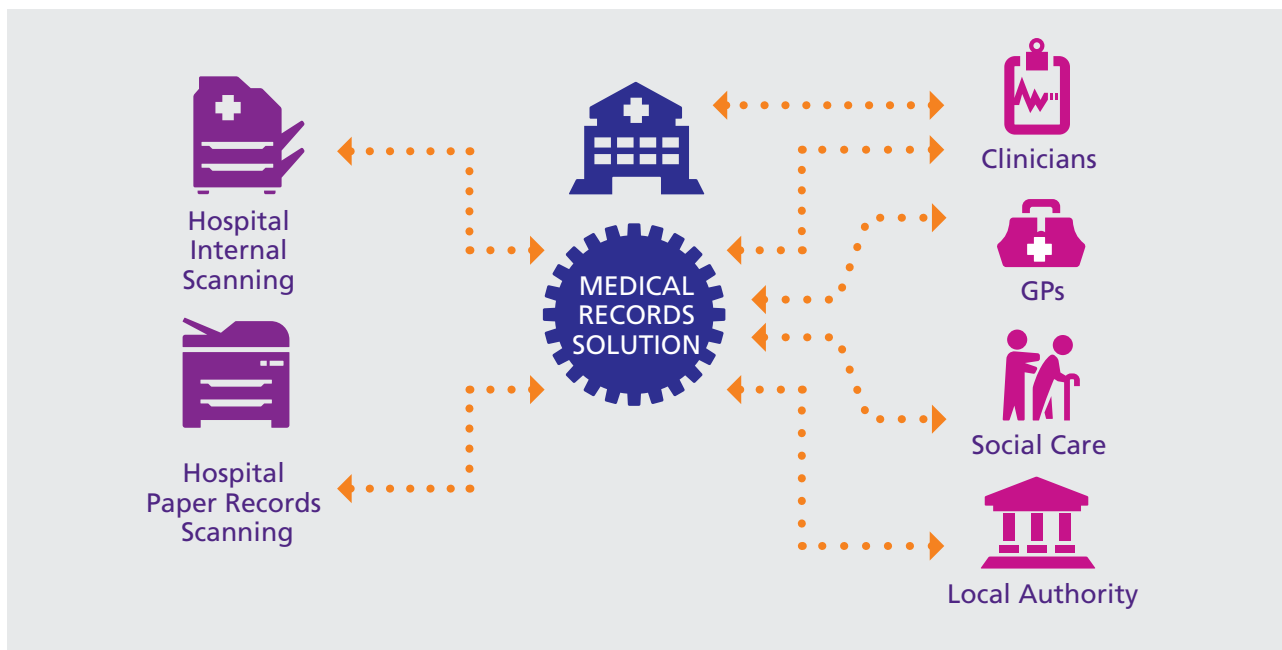 Hospital
Internal
Scanning
Hospital
Paper Records
Scanning
MEDICAL
RECORDS
SOLUTION
Clinicians
GPs
Social Care
Local Authority